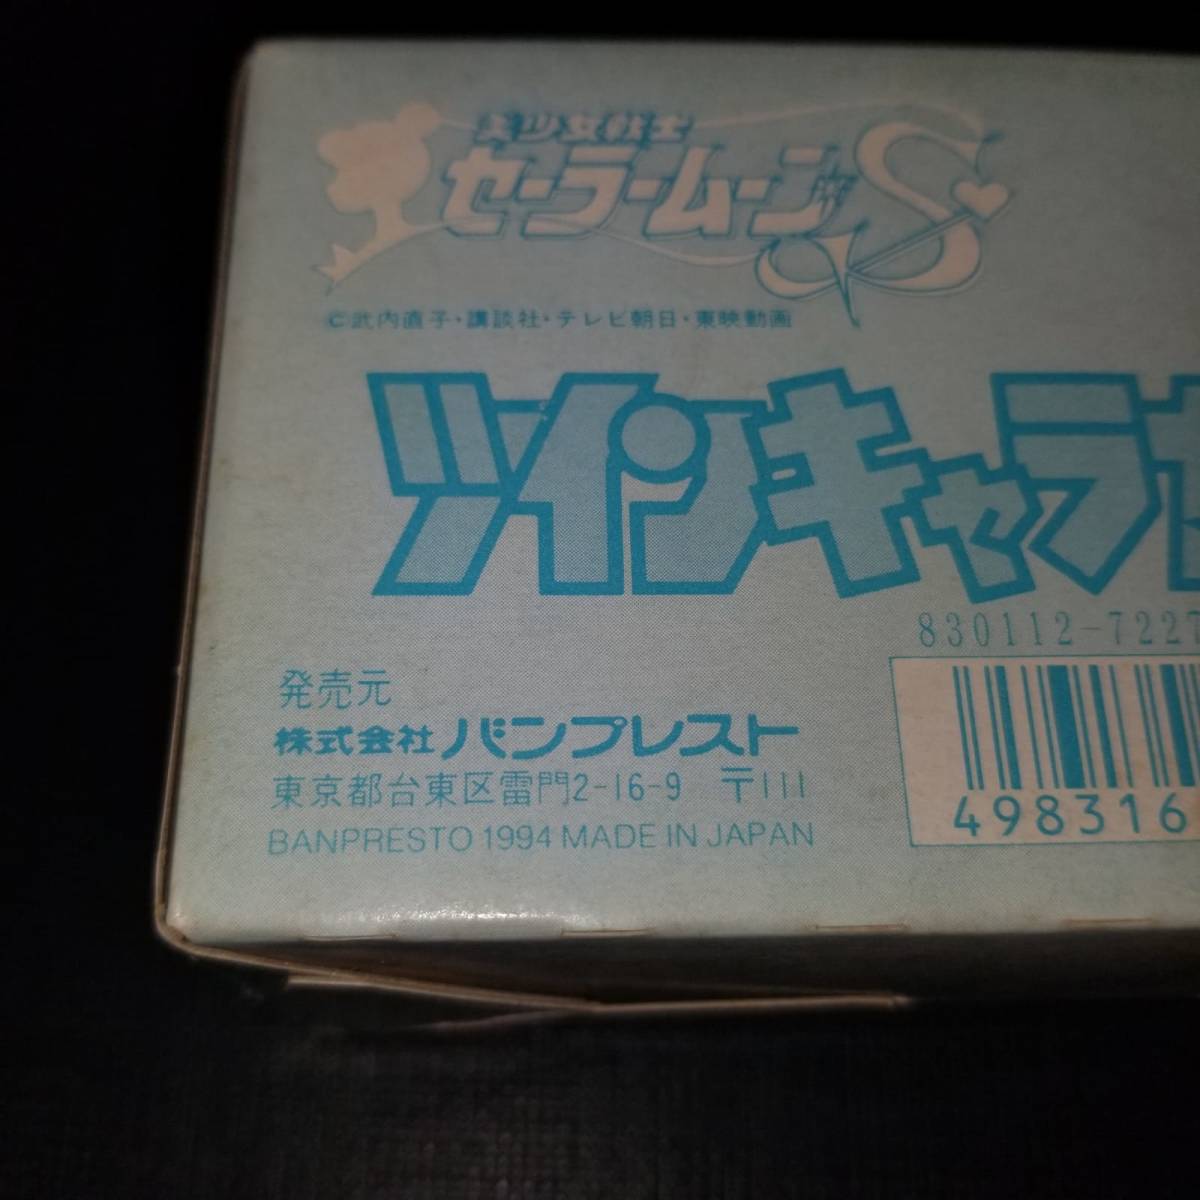 美少女戦士
セーラームーンS
©武内直子・講談社・テレビ朝日・東映動画
ツインキャラ
830112-7227
発売元
株式会社 バンプレスト
東京都台東区雷門2-16-9 〒111
498316
BANPRESTO 1994 MADE IN JAPAN